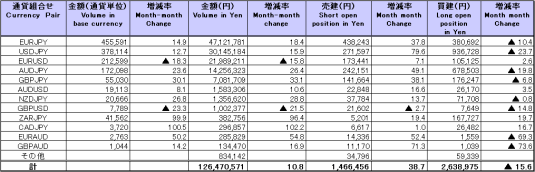 通貨組合せ 金額(通貨単位) 増減率 金額(円) 増減率 売建(円) 増減率 買建(円) 増減率
Currency Pair Volume in base currency Month-month Change Volume in Yen Month-month Change Short open position in Yen Month-month Change Long open position in Yen Month-month Change
EURJPY 455,591 14.9 47,121,781 18.4 438,243 37.8 380,692 ▲ 10.4
USDJPY 378,114 12.7 30,145,184 15.9 271,597 79.6 936,728 ▲ 23.7
EURUSD 212,599 ▲ 18.3 21,969,211 ▲ 15.8 173,441 7.1 105,125 2.6
AUDJPY 172,098 23.6 14,256,323 26.4 242,151 49.1 678,503 ▲ 19.8
GBPJPY 55,030 30.1 7,081,709 33.1 141,664 38.1 176,247 ▲ 6.8
AUDUSD 19,113 8.1 1,583,306 10.6 22,848 16.6 26,170 3.5
NZDJPY 20,666 26.8 1,356,620 28.8 37,784 13.7 71,708 ▲ 0.8
GBPUSD 7,789 ▲ 23.3 1,002,377 ▲ 21.5 21,602 ▲ 2.7 7,649 ▲ 14.8
ZARJPY 41,562 99.9 382,756 96.4 5,201 19.4 167,727 19.7
CADJPY 3,720 100.5 296,857 102.2 6,617 1.0 26,482 16.7
EURAUD 2,763 50.2 285,829 54.8 14,336 52.4 1,559 ▲ 69.3
GBPAUD 1,044 14.2 134,470 16.9 11,170 71.3 1,039 ▲ 73.6
その他 834,142 34,796 59,339
計 126,470,571 10.8 1,466,456 38.7 2,638,975 ▲ 15.6